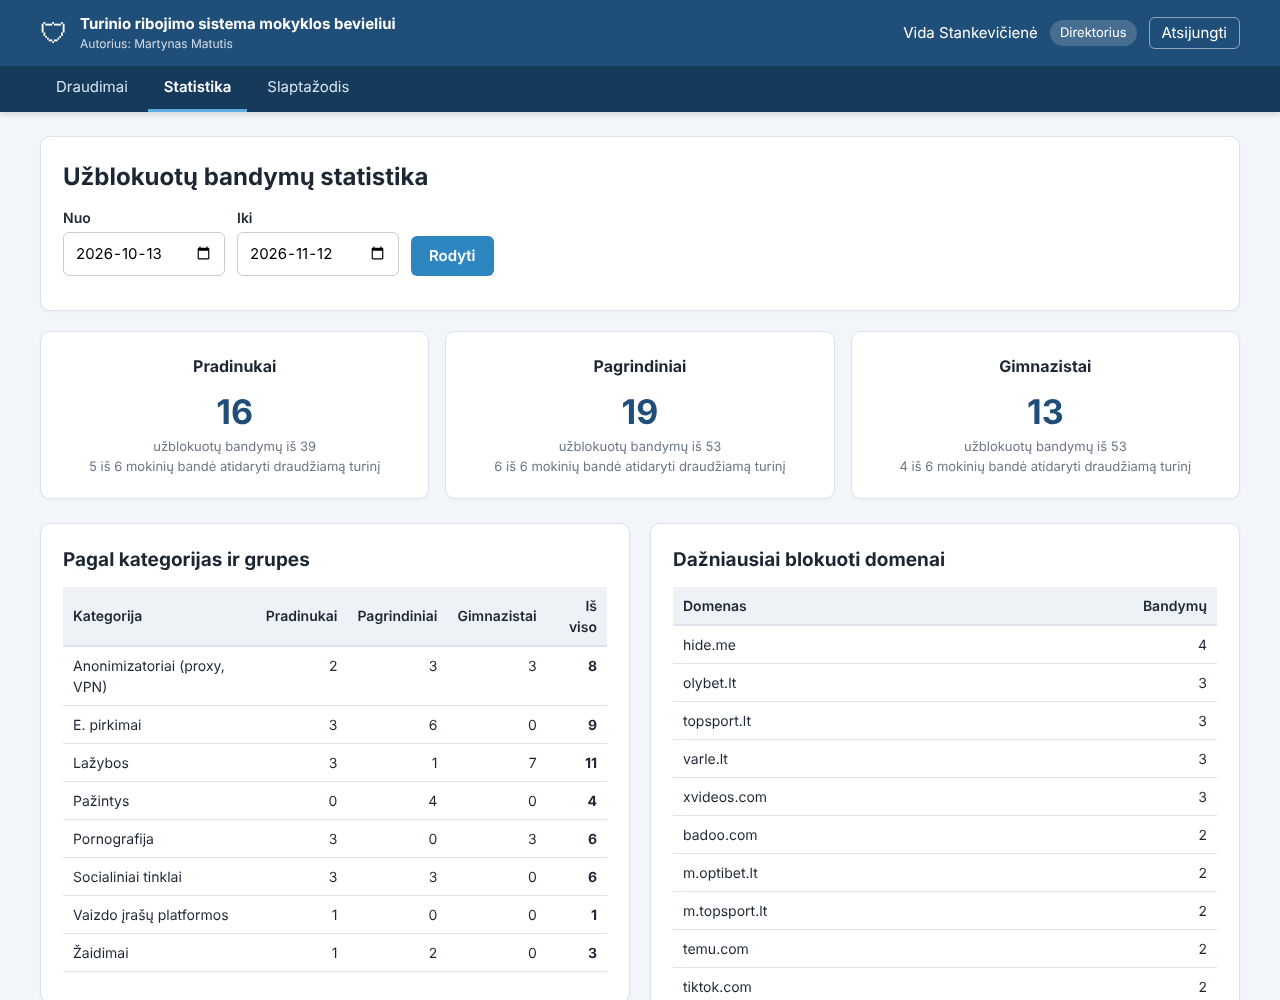 Turinio ribojimo sistema mokyklos bevieliui
Autorius: Martynas Matutis
Vida Stankevičienė
Direktorius
Atsijungti
Draudimai
Statistika
Slaptažodis
Užblokuotų bandymų statistika
Nuo
Iki
2026-10-13
2026-11-12
Rodyti
Pradinukai
16
užblokuotų bandymų iš 39
5 iš 6 mokinių bandė atidaryti draudžiamą turinį
Pagrindiniai
19
užblokuotų bandymų iš 53
6 iš 6 mokinių bandė atidaryti draudžiamą turinį
Gimnazistai
13
užblokuotų bandymų iš 53
4 iš 6 mokinių bandė atidaryti draudžiamą turinį
Pagal kategorijas ir grupes
Kategorija Pradinukai Pagrindiniai Gimnazistai Iš viso
Anonimizatoriai (proxy, VPN) 2 3 3 8
E. pirkimai 3 6 0 9
Lažybos 3 1 7 11
Pažintys 0 4 0 4
Pornografija 3 0 3 6
Socialiniai tinklai 3 3 0 6
Vaizdo įrašų platformos 1 0 0 1
Žaidimai 1 2 0 3
Dažniausiai blokuoti domenai
Domenas Bandymų
hide.me 4
olybet.lt 3
topsport.lt 3
varle.lt 3
xvideos.com 3
badoo.com 2
m.optibet.lt 2
m.topsport.lt 2
temu.com 2
tiktok.com 2